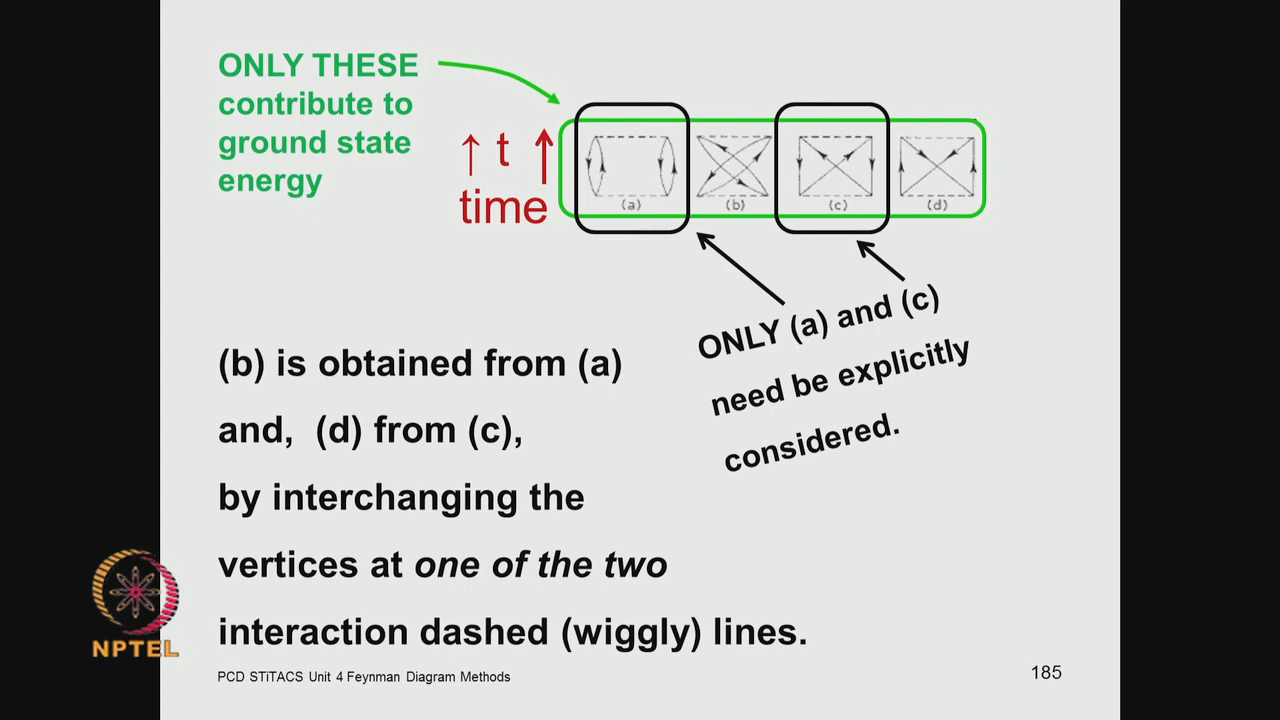 ONLY THESE
contribute to
ground state
energy
↑ t
time
(a)
(b)
(c)
(d)
ONLY (a) and (c)
need be explicitly
considered.
(b) is obtained from (a)
and, (d) from (c),
by interchanging the
vertices at one of the two
interaction dashed (wiggly) lines.
NPTEL
PCD STiTACS Unit 4 Feynman Diagram Methods
185